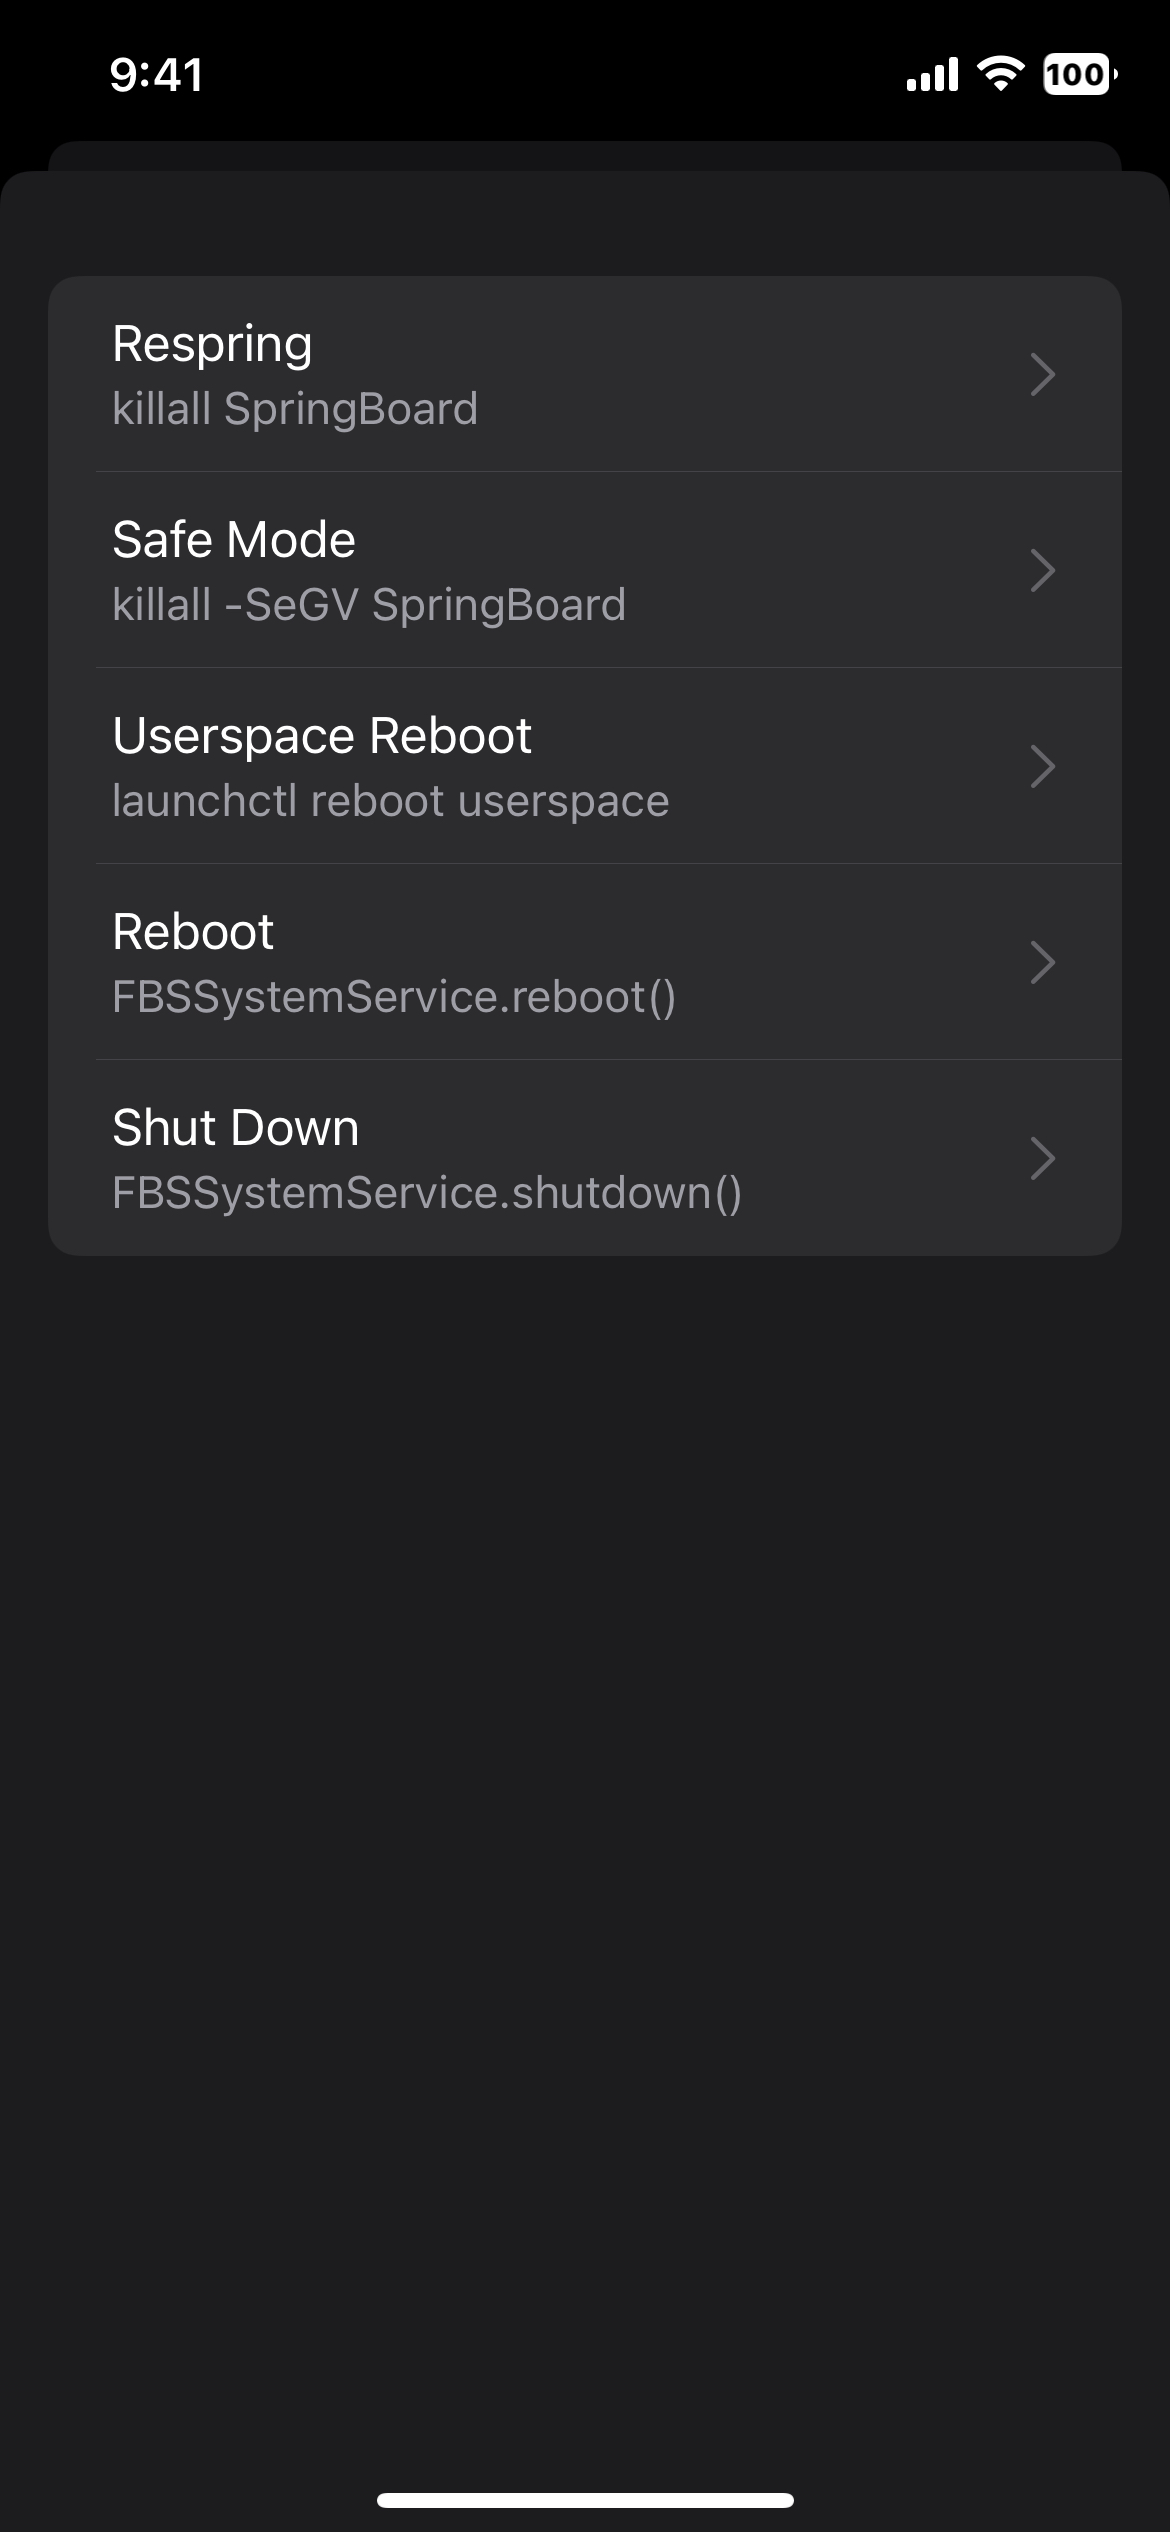 9:41
100
Respring
killall SpringBoard
Safe Mode
killall -SeGV SpringBoard
Userspace Reboot
launchctl reboot userspace
Reboot
FBSSystemService.reboot()
Shut Down
FBSSystemService.shutdown()